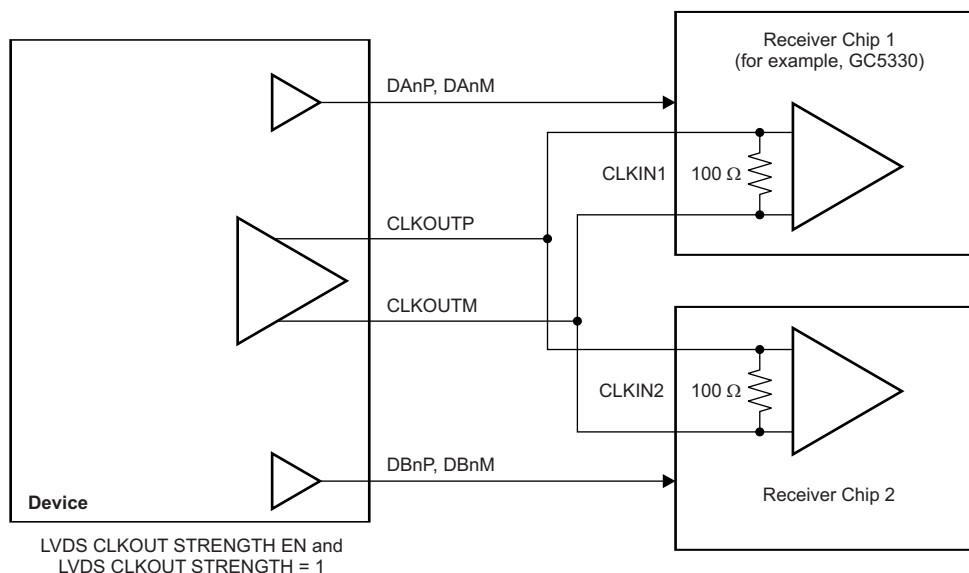 Receiver Chip 1
(for example, GC5330)
DAnP, DAnM
CLKIN1
100 Ω
CLKOUTP
CLKOUTM
CLKIN2
100 Ω
DBnP, DBnM
Device
Receiver Chip 2
LVDS CLKOUT STRENGTH EN and
LVDS CLKOUT STRENGTH = 1